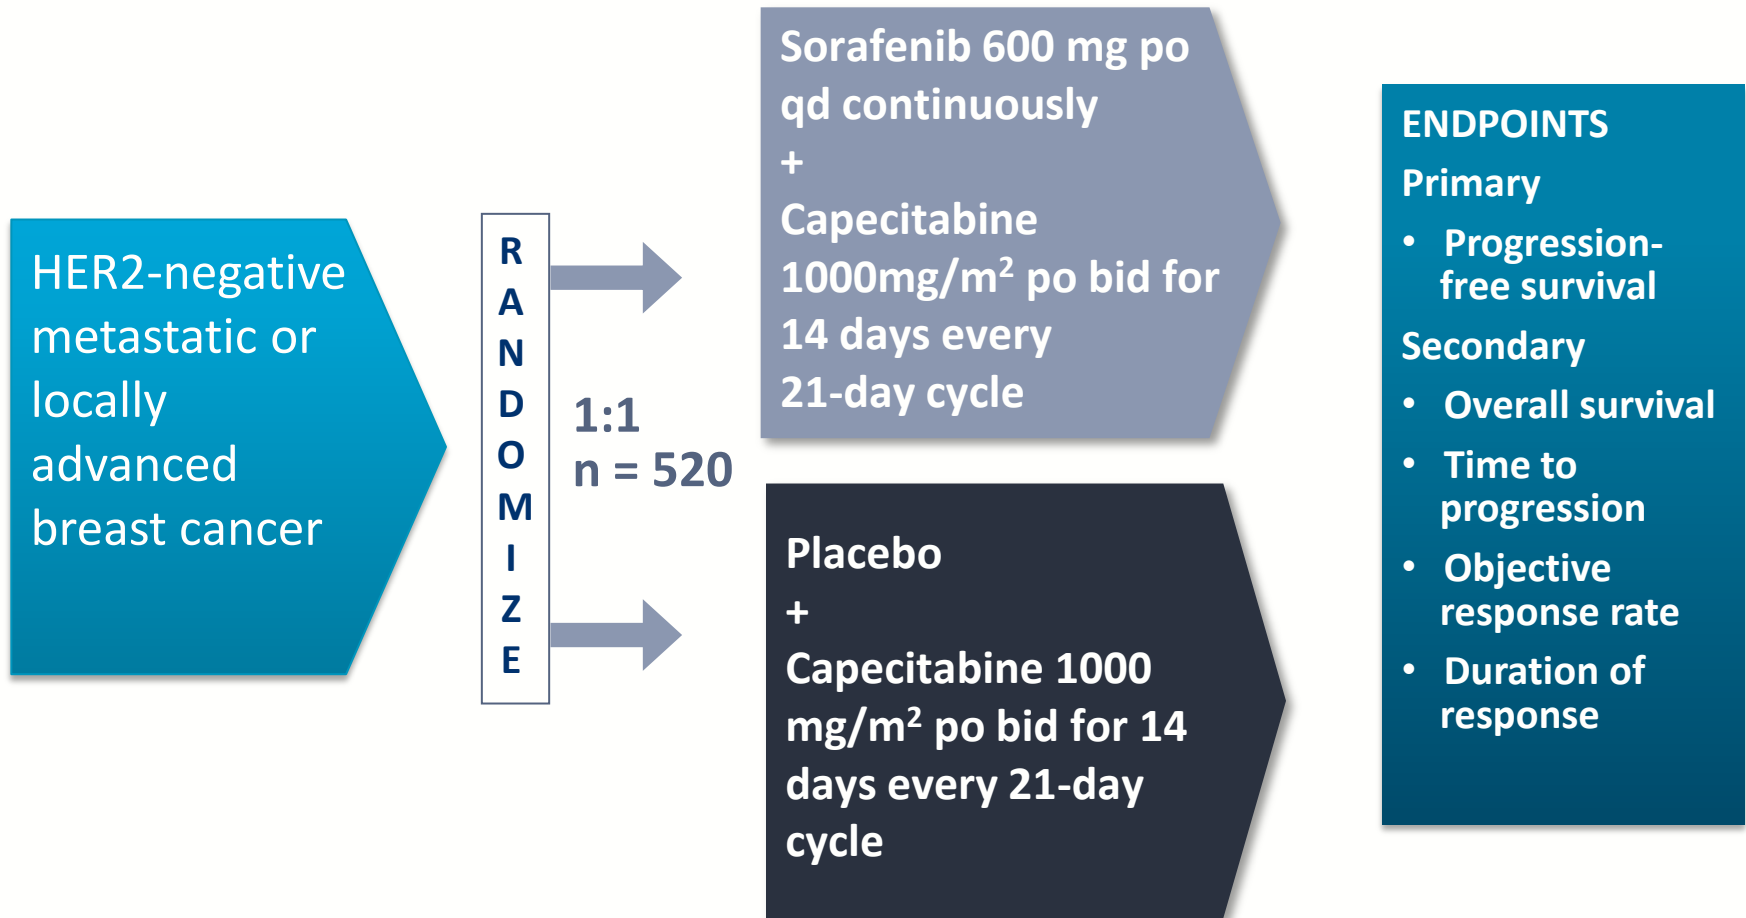 HER2-negative
metastatic or
locally
advanced
breast cancer
R
A
N
D
O
M
I
Z
E
1:1
n = 520
Sorafenib 600 mg po
qd continuously
+
Capecitabine
1000mg/m² po bid for
14 days every
21-day cycle
Placebo
+
Capecitabine 1000
mg/m² po bid for 14
days every 21-day
cycle
ENDPOINTS
Primary
• Progression-
free survival
Secondary
• Overall survival
• Time to
progression
• Objective
response rate
• Duration of
response